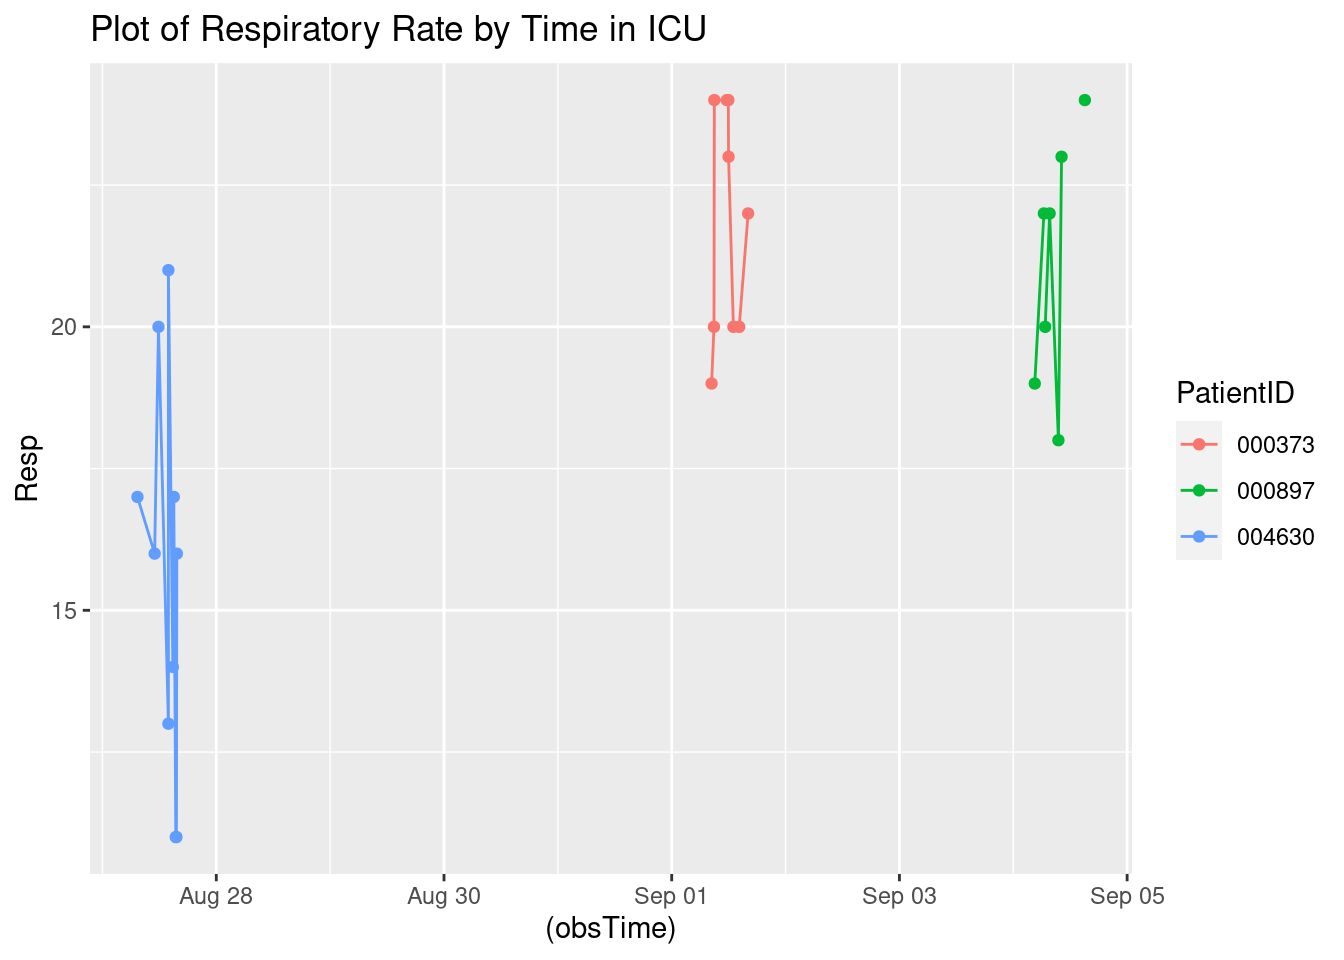 Plot of Respiratory Rate by Time in ICU
Resp
20
15
Aug 28
Aug 30
Sep 01
Sep 03
Sep 05
(obsTime)
PatientID
000373
000897
004630